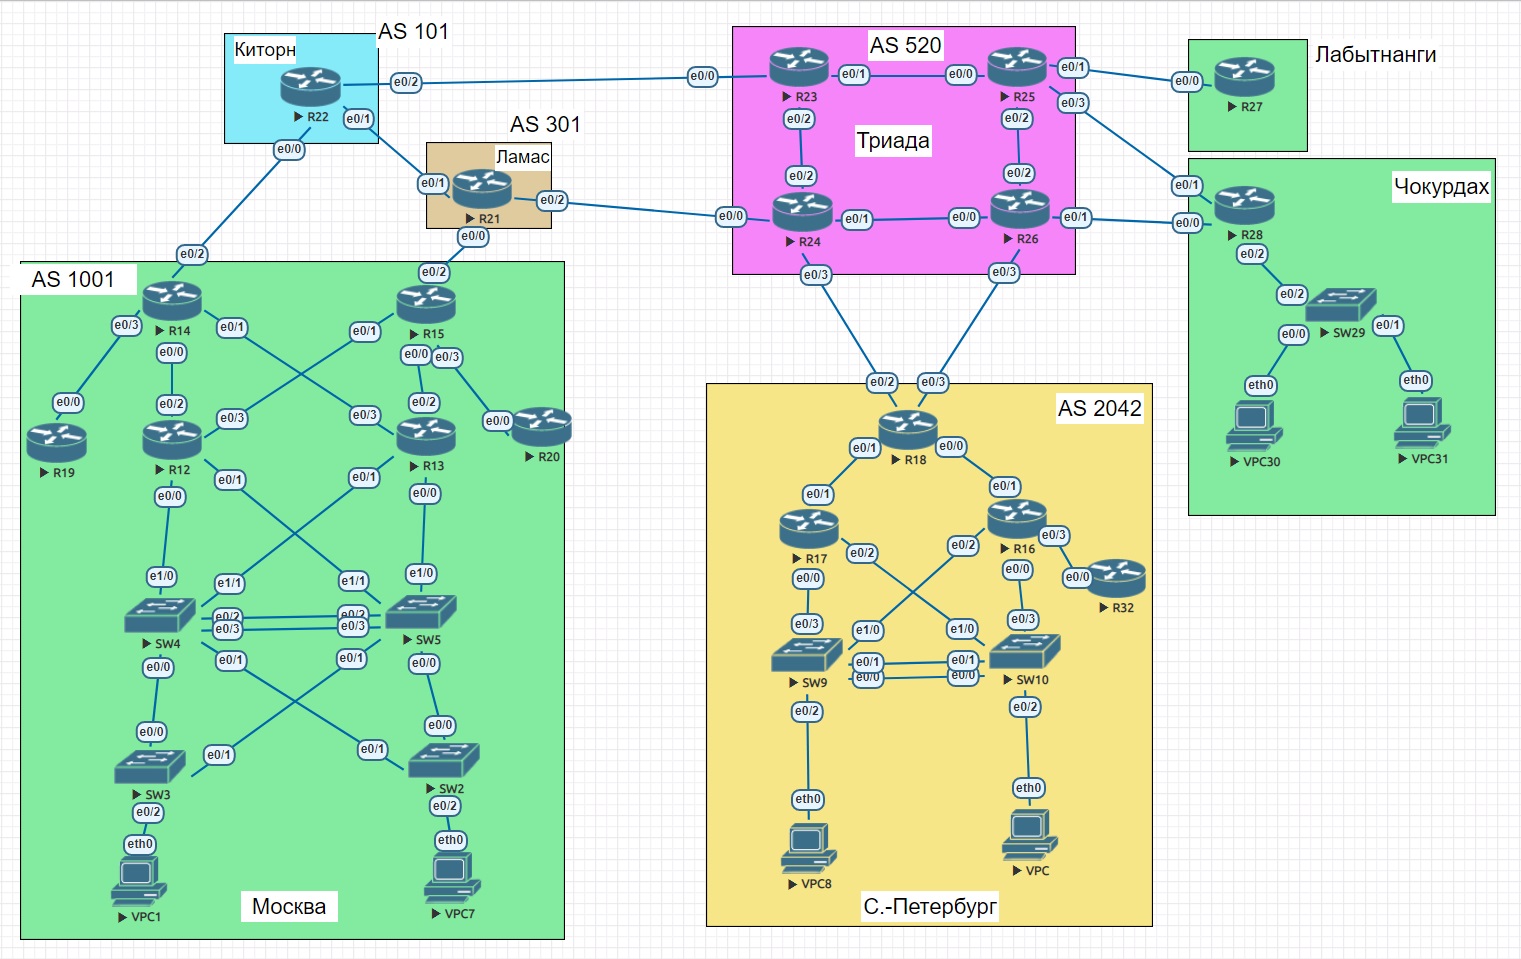 AS 101
Киторн
R22
e0/2
e0/1
e0/0
AS 301
Ламас
e0/1
R21
e0/2
e0/0
AS 520
e0/0
R23
e0/1
e0/0
R25
e0/1
e0/3
e0/2
e0/2
Триада
e0/2
e0/2
e0/0
R24
e0/1
e0/0
R26
e0/1
e0/3
e0/3
Лабытнанги
e0/0
R27
Чокурдах
e0/1
e0/0
R28
e0/2
e0/2
SW29
e0/0
e0/1
eth0
eth0
VPC30
VPC31
AS 1001
e0/2
R14
e0/3
e0/1
e0/0
e0/2
R15
e0/1
e0/0
e0/3
e0/0
R19
e0/2
e0/3
R12
e0/1
e0/0
e0/3
e0/2
R13
e0/1
e0/0
e0/0
R20
e1/0
e1/1
SW4
e0/2
e0/3
e0/1
e0/0
e1/1
e1/0
SW5
e0/2
e0/3
e0/1
e0/0
e0/0
e0/1
SW3
e0/2
eth0
VPC1
e0/1
e0/0
SW2
e0/2
eth0
VPC7
Москва
AS 2042
e0/2
e0/3
R18
e0/1
e0/0
e0/1
R17
e0/2
e0/0
e0/1
R16
e0/2
e0/3
e0/0
e0/0
R32
e0/3
e1/0
SW9
e0/1
e0/0
e0/2
e1/0
e0/3
SW10
e0/1
e0/0
e0/2
eth0
VPC8
eth0
VPC
С.-Петербург